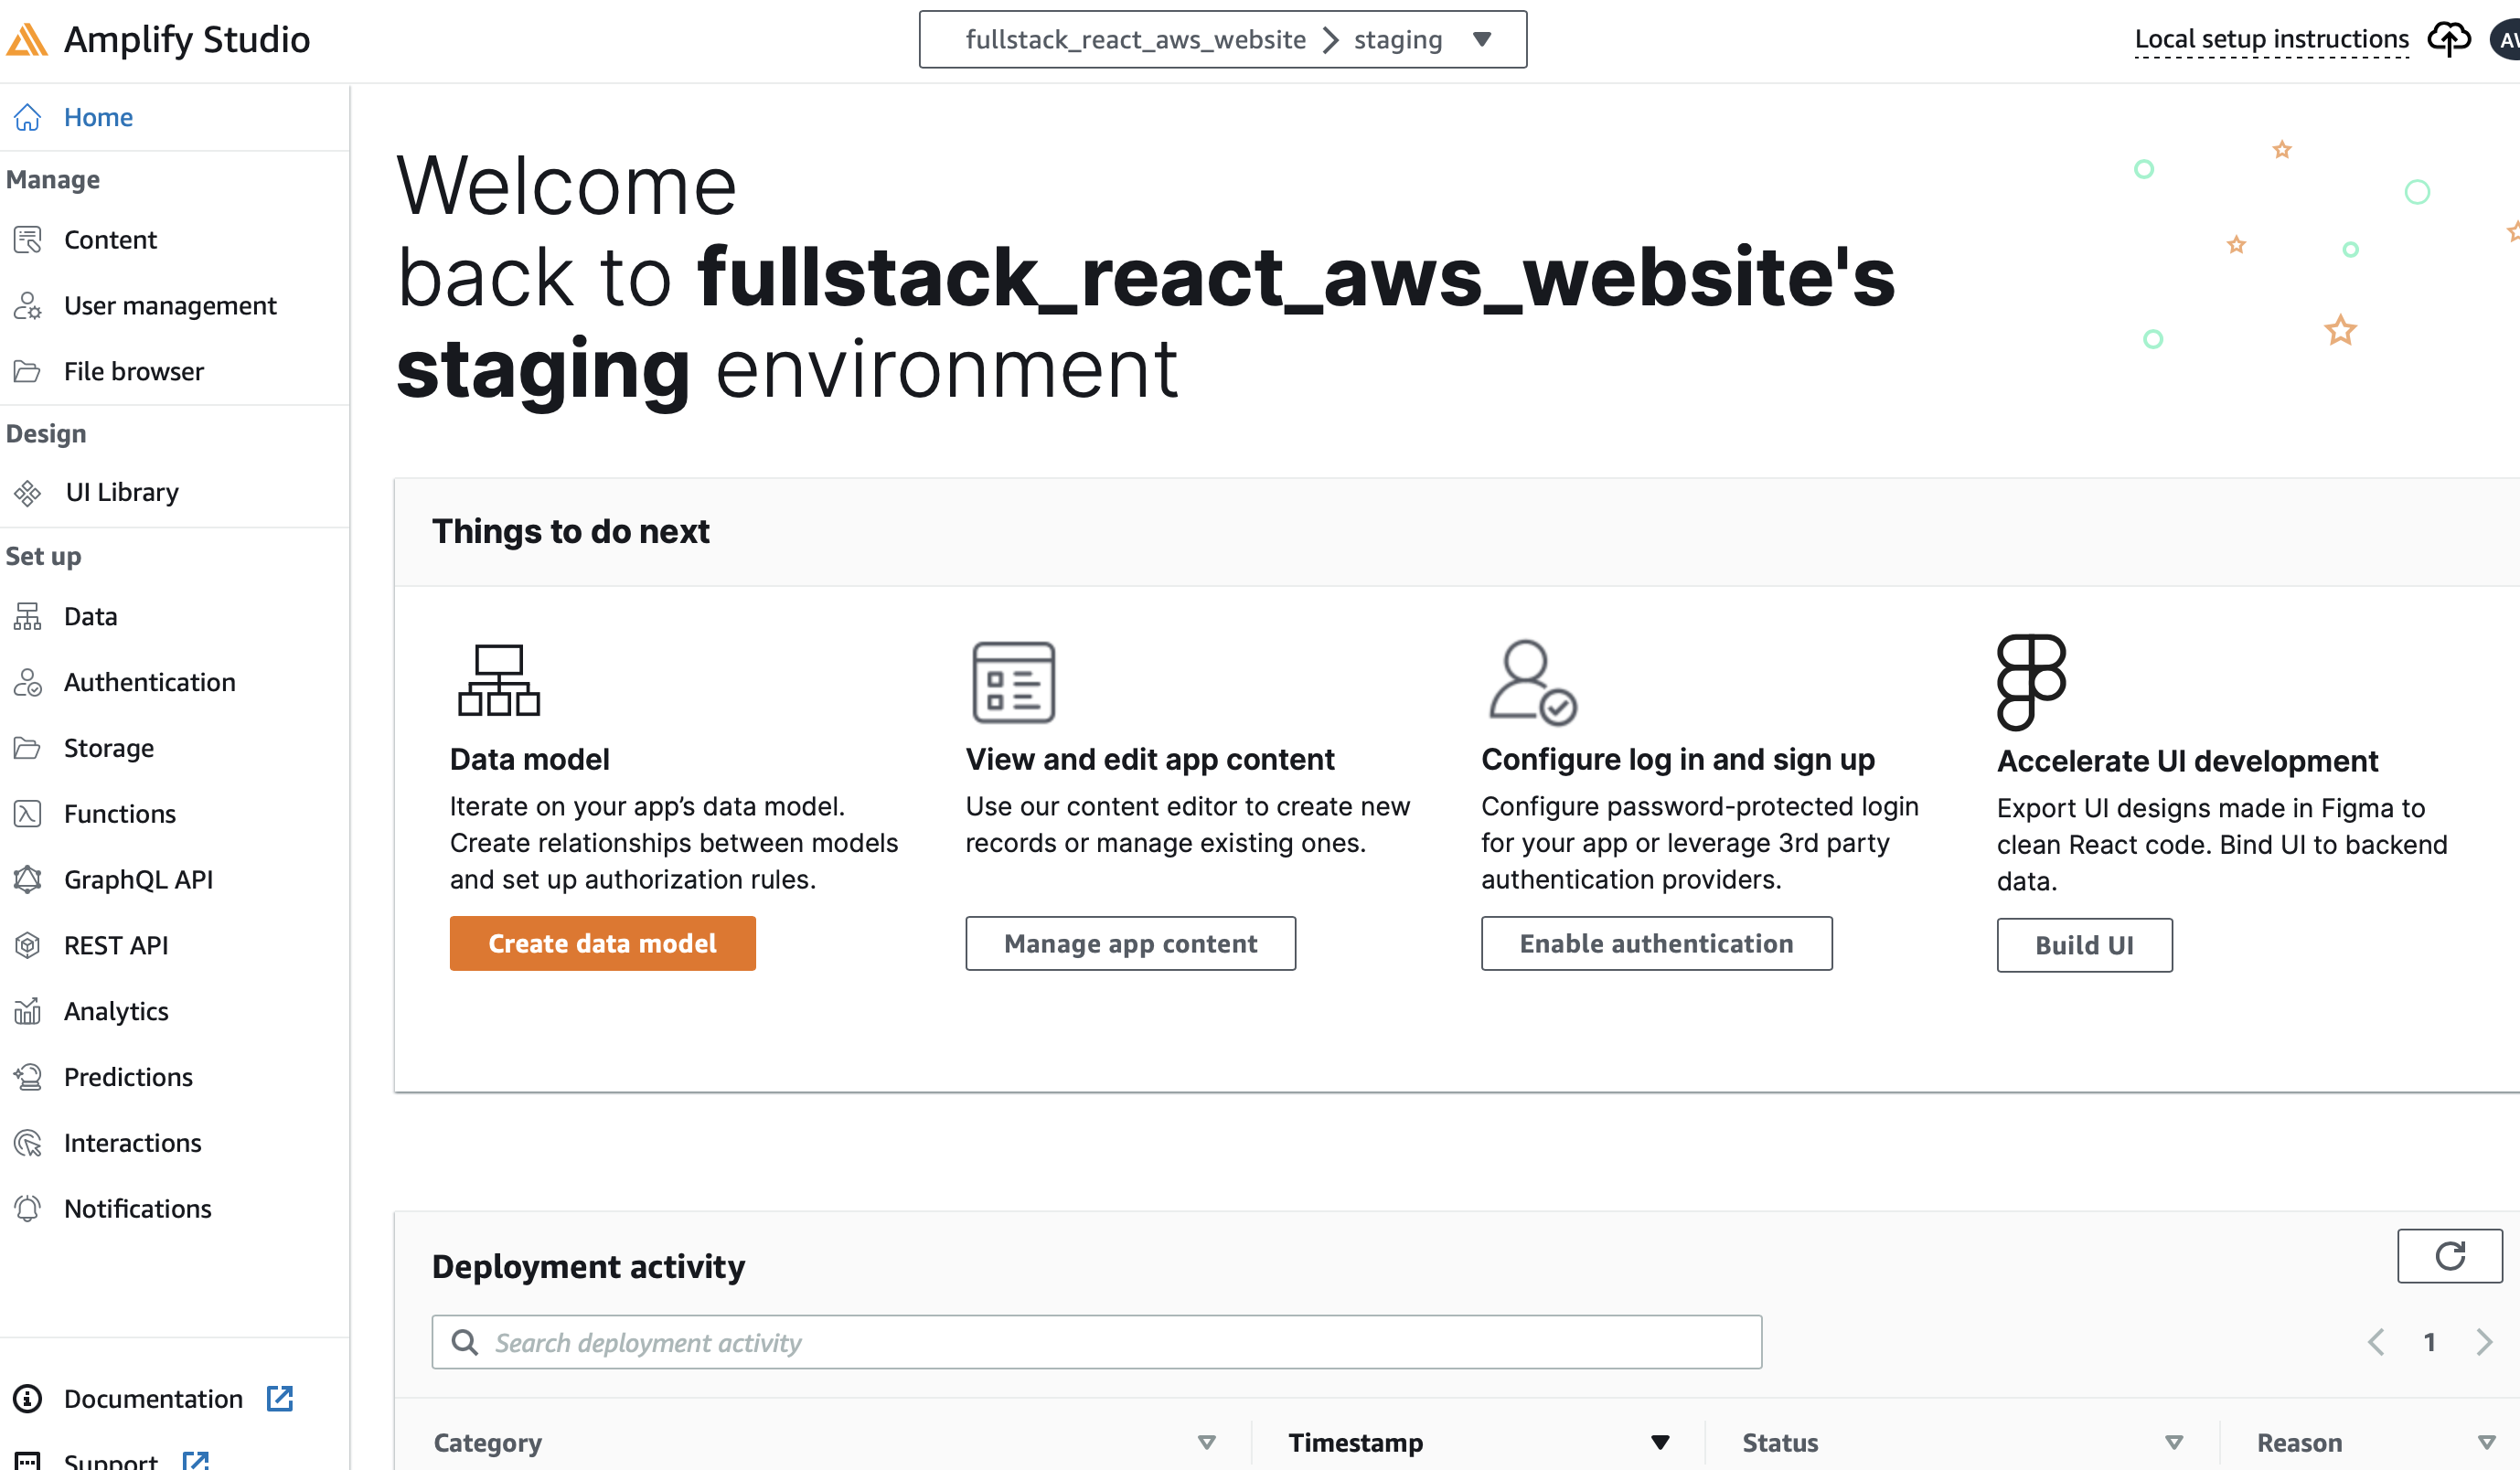 Amplify Studio
fullstack_react_aws_website > staging
Local setup instructions
Home
Manage
Content
User management
File browser
Design
UI Library
Set up
Data
Authentication
Storage
Functions
GraphQL API
REST API
Analytics
Predictions
Interactions
Notifications
Documentation
Support
Welcome
back to fullstack_react_aws_website's
staging environment
Things to do next
Data model
Iterate on your app’s data model.
Create relationships between models
and set up authorization rules.
Create data model
View and edit app content
Use our content editor to create new
records or manage existing ones.
Manage app content
Configure log in and sign up
Configure password-protected login
for your app or leverage 3rd party
authentication providers.
Enable authentication
Accelerate UI development
Export UI designs made in Figma to
clean React code. Bind UI to backend
data.
Build UI
Deployment activity
Search deployment activity
1
Category
Timestamp
Status
Reason